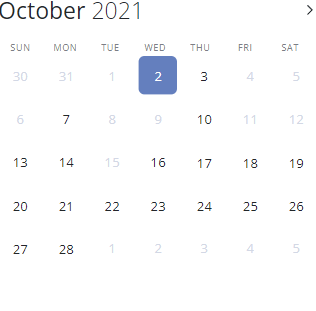 October 2021
SUN MON TUE WED THU FRI SAT
30 31 1 2 3 4 5
6 7 8 9 10 11 12
13 14 15 16 17 18 19
20 21 22 23 24 25 26
27 28 1 2 3 4 5